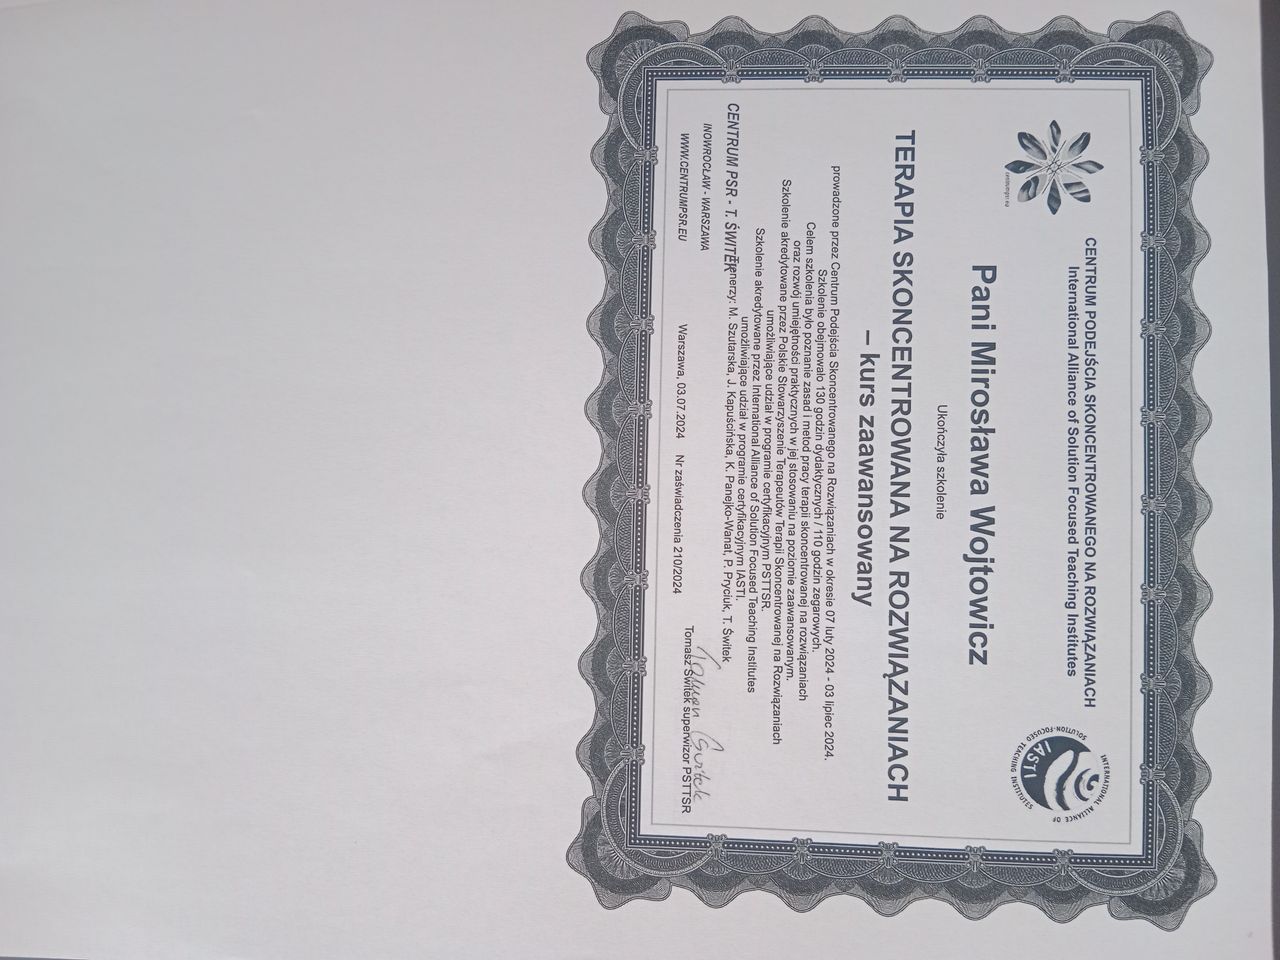 centrumpsr.eu
CENTRUM PODEJŚCIA SKONCENTROWANEGO NA ROZWIĄZANIACH
International Alliance of Solution Focused Teaching Institutes
INTERNATIONAL ALLIANCE OF
SOLUTION-FOCUSED TEACHING INSTITUTES
IASTI
Pani Mirosława Wojtowicz
Ukończyła szkolenie
TERAPIA SKONCENTROWANA NA ROZWIĄZANIACH
– kurs zaawansowany
prowadzone przez Centrum Podejścia Skoncentrowanego na Rozwiązaniach w okresie 07 luty 2024 - 03 lipiec 2024.
Szkolenie obejmowało 130 godzin dydaktycznych / 110 godzin zegarowych.
Celem szkolenia było poznanie zasad i metod pracy terapii skoncentrowanej na rozwiązaniach
oraz rozwój umiejętności praktycznych w jej stosowaniu na poziomie zaawansowanym.
Szkolenie akredytowane przez Polskie Stowarzyszenie Terapeutów Terapii Skoncentrowanej na Rozwiązaniach
umożliwiające udział w programie certyfikacyjnym PSTTSR.
Szkolenie akredytowane przez International Alliance of Solution Focused Teaching Institutes
umożliwiające udział w programie certyfikacyjnym IASTI.
Trenerzy: M. Szutarska, J. Kapuścińska, K. Panejko-Wanat, P. Pryciuk, T. Świtek
CENTRUM PSR - T. ŚWITEK
INOWROCŁAW - WARSZAWA
WWW.CENTRUMPSR.EU
Warszawa, 03.07.2024 Nr zaświadczenia 210/2024
Tomasz Świtek
Tomasz Świtek superwizor PSTTSR